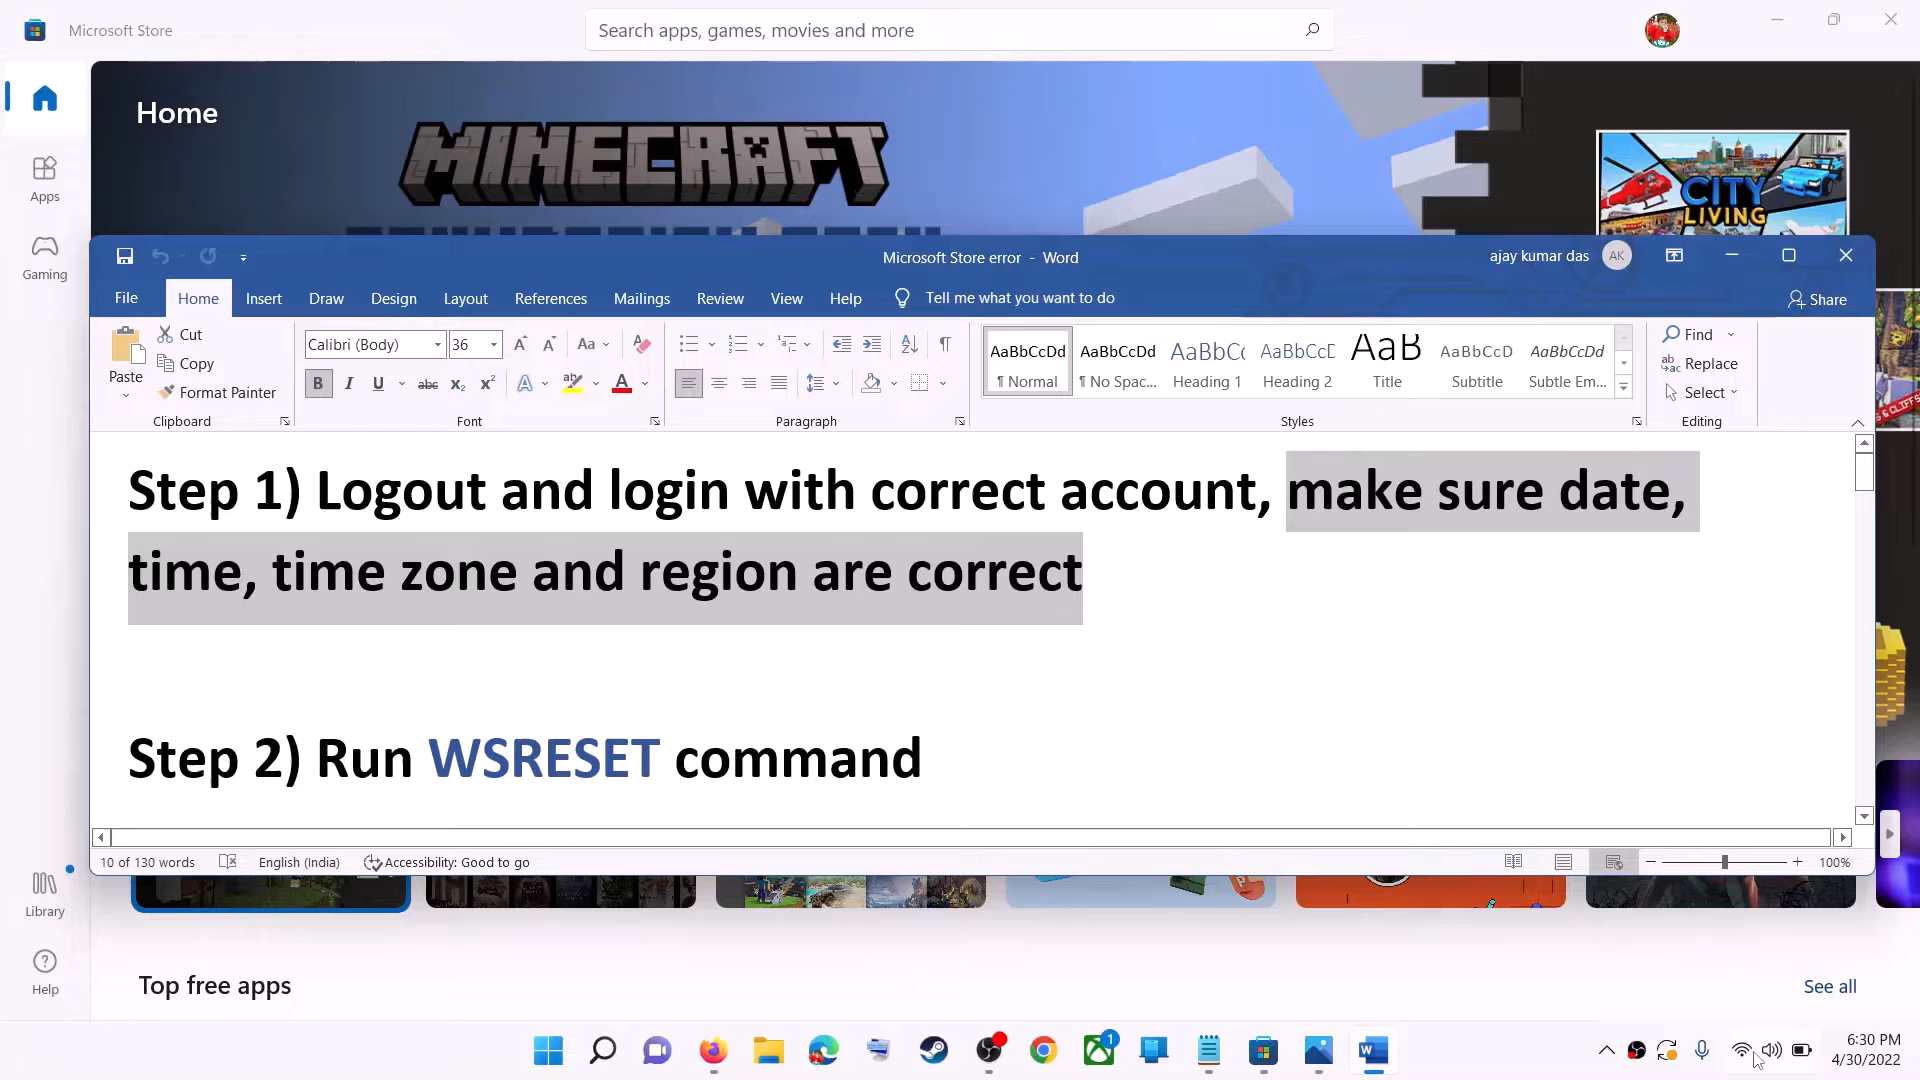 Microsoft Store
Search apps, games, movies and more
Home
MINECRAFT
CITY
LIVING
Apps
Gaming
Microsoft Store error - Word
ajay kumar das
AK
File
Home
Insert
Draw
Design
Layout
References
Mailings
Review
View
Help
Tell me what you want to do
Share
Paste
Cut
Copy
Format Painter
Clipboard
Calibri (Body)
36
Font
Paragraph
AaBbCcDd
¶ Normal
AaBbCcDd
¶ No Spac...
AaBbCc
Heading 1
AaBbCcD
Heading 2
AaB
Title
AaBbCcD
Subtitle
AaBbCcDd
Subtle Em...
Styles
Find
Replace
Select
Editing
Step 1) Logout and login with correct account, make sure date,
time, time zone and region are correct
Step 2) Run WSRESET command
10 of 130 words
English (India)
Accessibility: Good to go
100%
Library
Help
Top free apps
See all
1
6:30 PM
4/30/2022